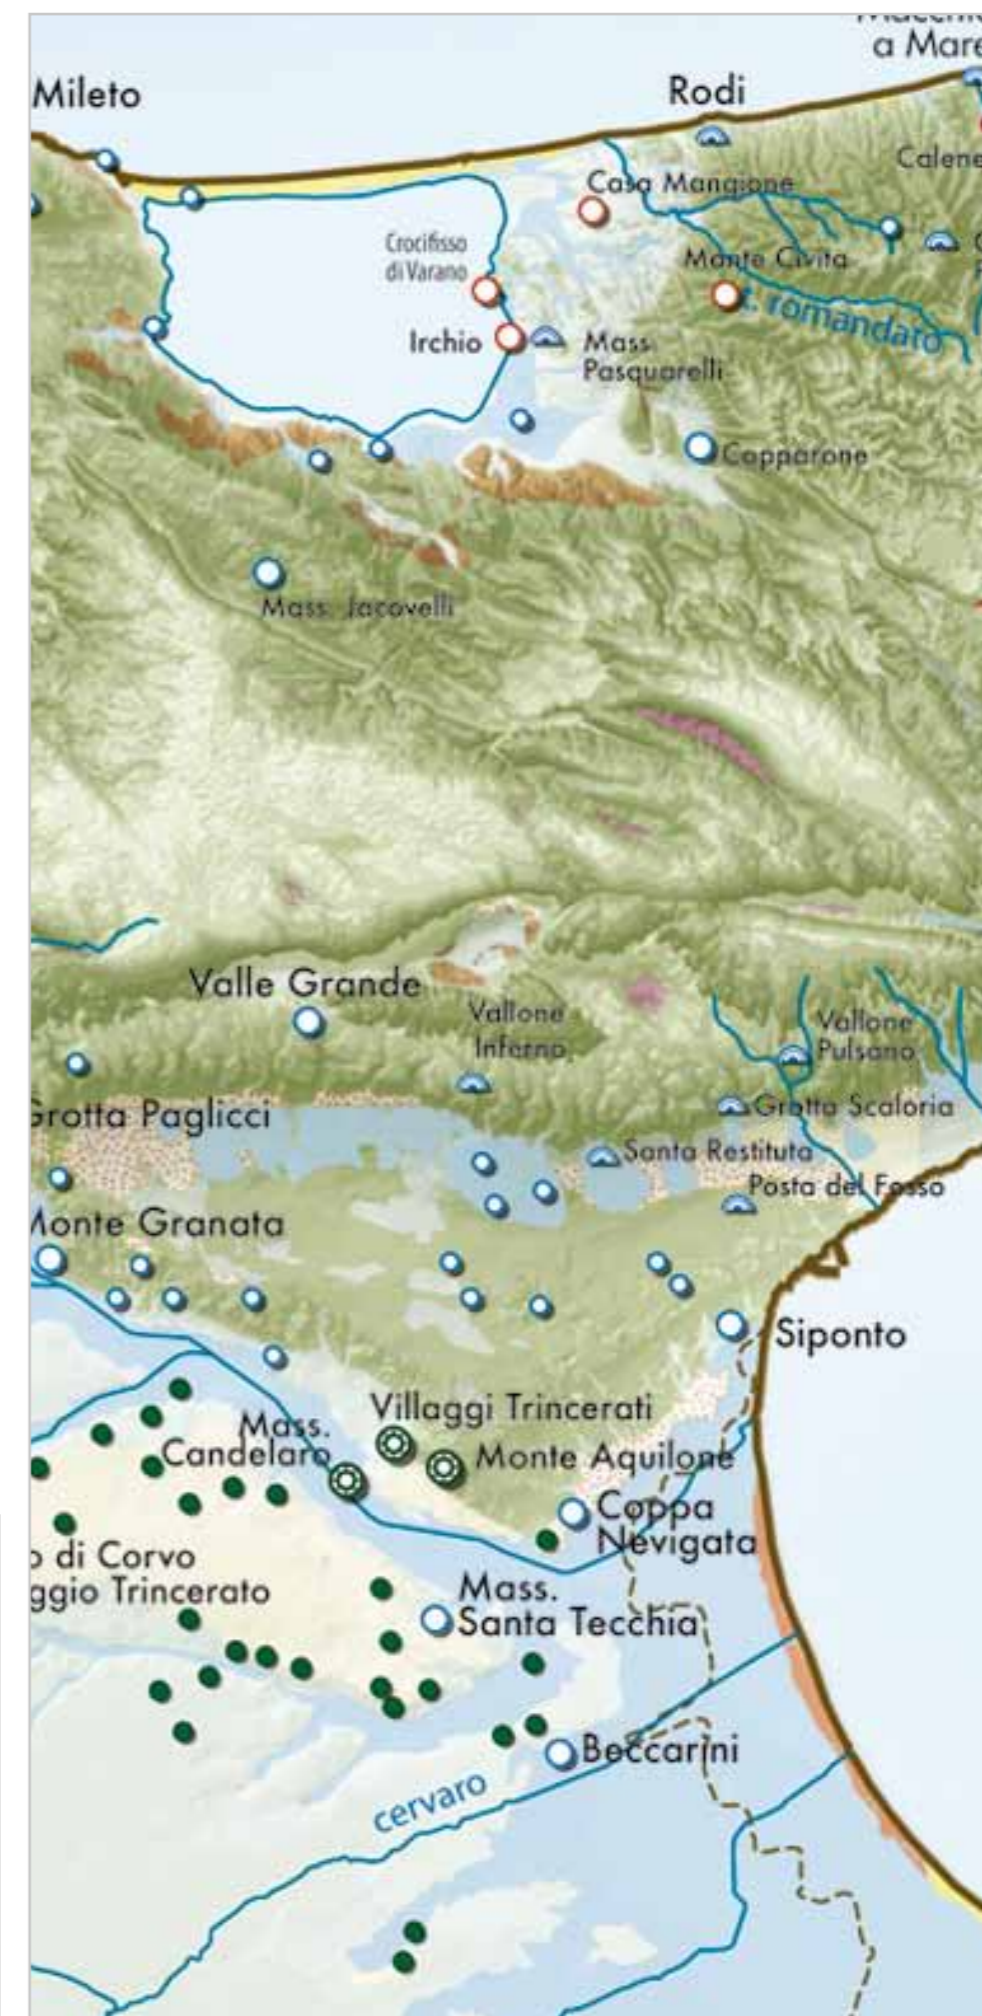 a Mare
Mileto
Rodi
Calene
Casa Mangione
Crocifisso
di Varano
Monte Civita
t. romandato
Irchio
Mass.
Pasquarelli
Copparone
Mass. Jacovelli
Valle Grande
Vallone
Inferno
Vallone
Pulsano
Grotta Paglicci
Grotta Scaloria
Santa Restituta
Posta del Fosso
Monte Granata
Siponto
Villaggi Trincerati
Mass.
Candelaro
Monte Aquilone
Coppa
Nevigata
o di Corvo
ggio Trincerato
Mass.
Santa Tecchia
Beccarini
cervaro